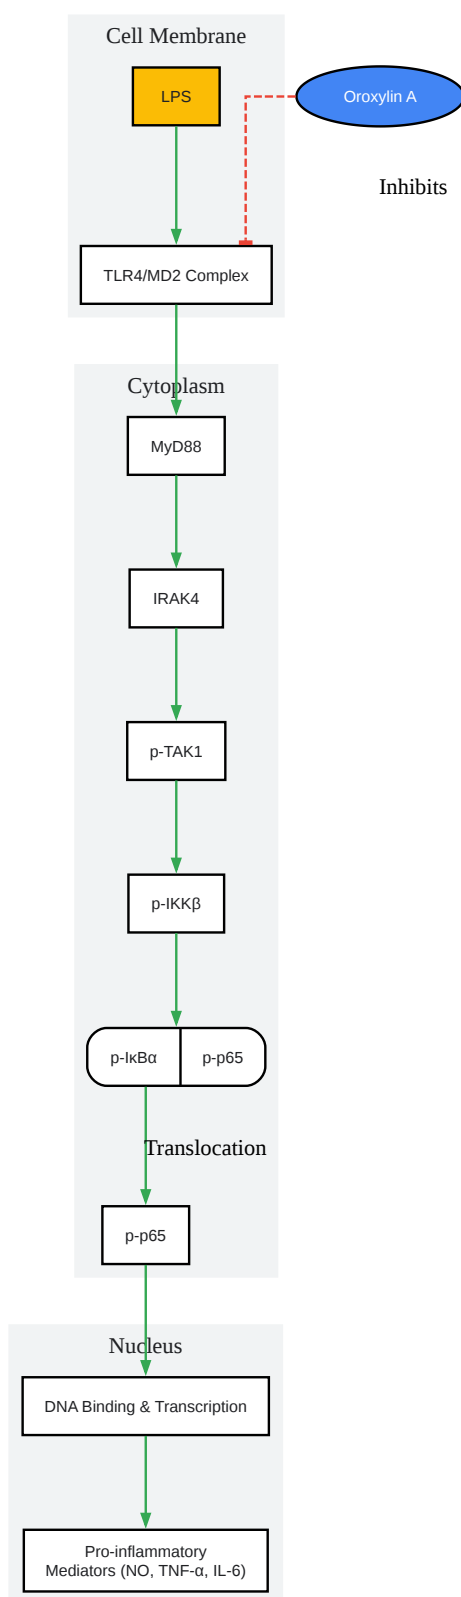 Cell Membrane
LPS
Oroxylin A
Inhibits
TLR4/MD2 Complex
Cytoplasm
MyD88
IRAK4
p-TAK1
p-IKKβ
p-IκBα
p-p65
Translocation
p-p65
Nucleus
DNA Binding & Transcription
Pro-inflammatory
Mediators (NO, TNF-α, IL-6)